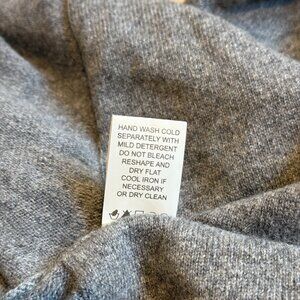 HAND WASH COLD
SEPARATELY WITH
MILD DETERGENT
DO NOT BLEACH
RESHAPE AND
DRY FLAT
COOL IRON IF
NECESSARY
OR DRY CLEAN